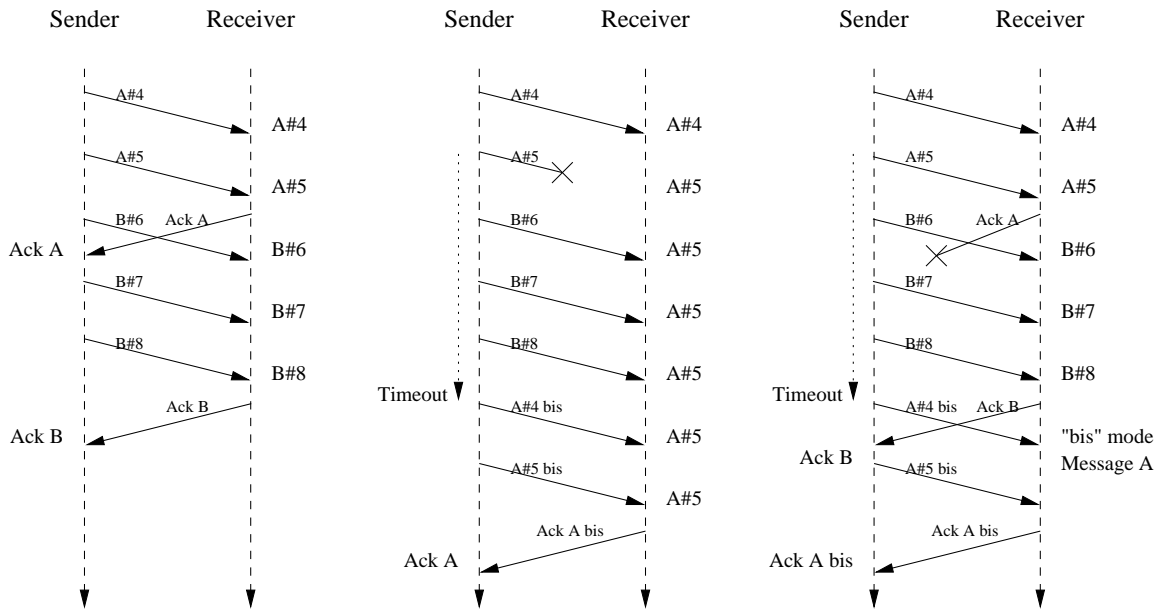 Sender Receiver
A#4
A#4
A#5
A#5
B#6 Ack A
Ack A B#6
B#7
B#7
B#8
B#8
Ack B
Ack B
Sender Receiver
A#4
A#4
A#5
A#5
B#6
A#5
B#7
A#5
B#8
A#5
Timeout
A#4 bis
A#5
A#5 bis
A#5
Ack A bis
Ack A
Sender Receiver
A#4
A#4
A#5
A#5
B#6 Ack A
B#6
B#7
B#7
B#8
B#8
Timeout
A#4 bis Ack B
"bis" mode
Ack B Message A
A#5 bis
Ack A bis
Ack A bis